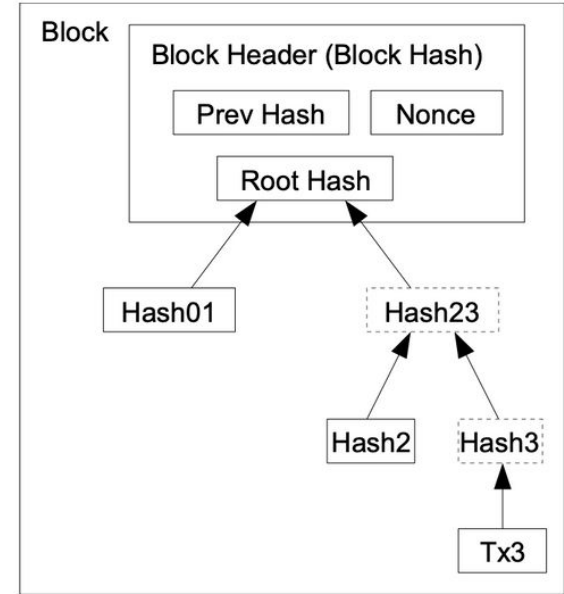 Block
Block Header (Block Hash)
Prev Hash
Nonce
Root Hash
Hash01
Hash23
Hash2
Hash3
Tx3